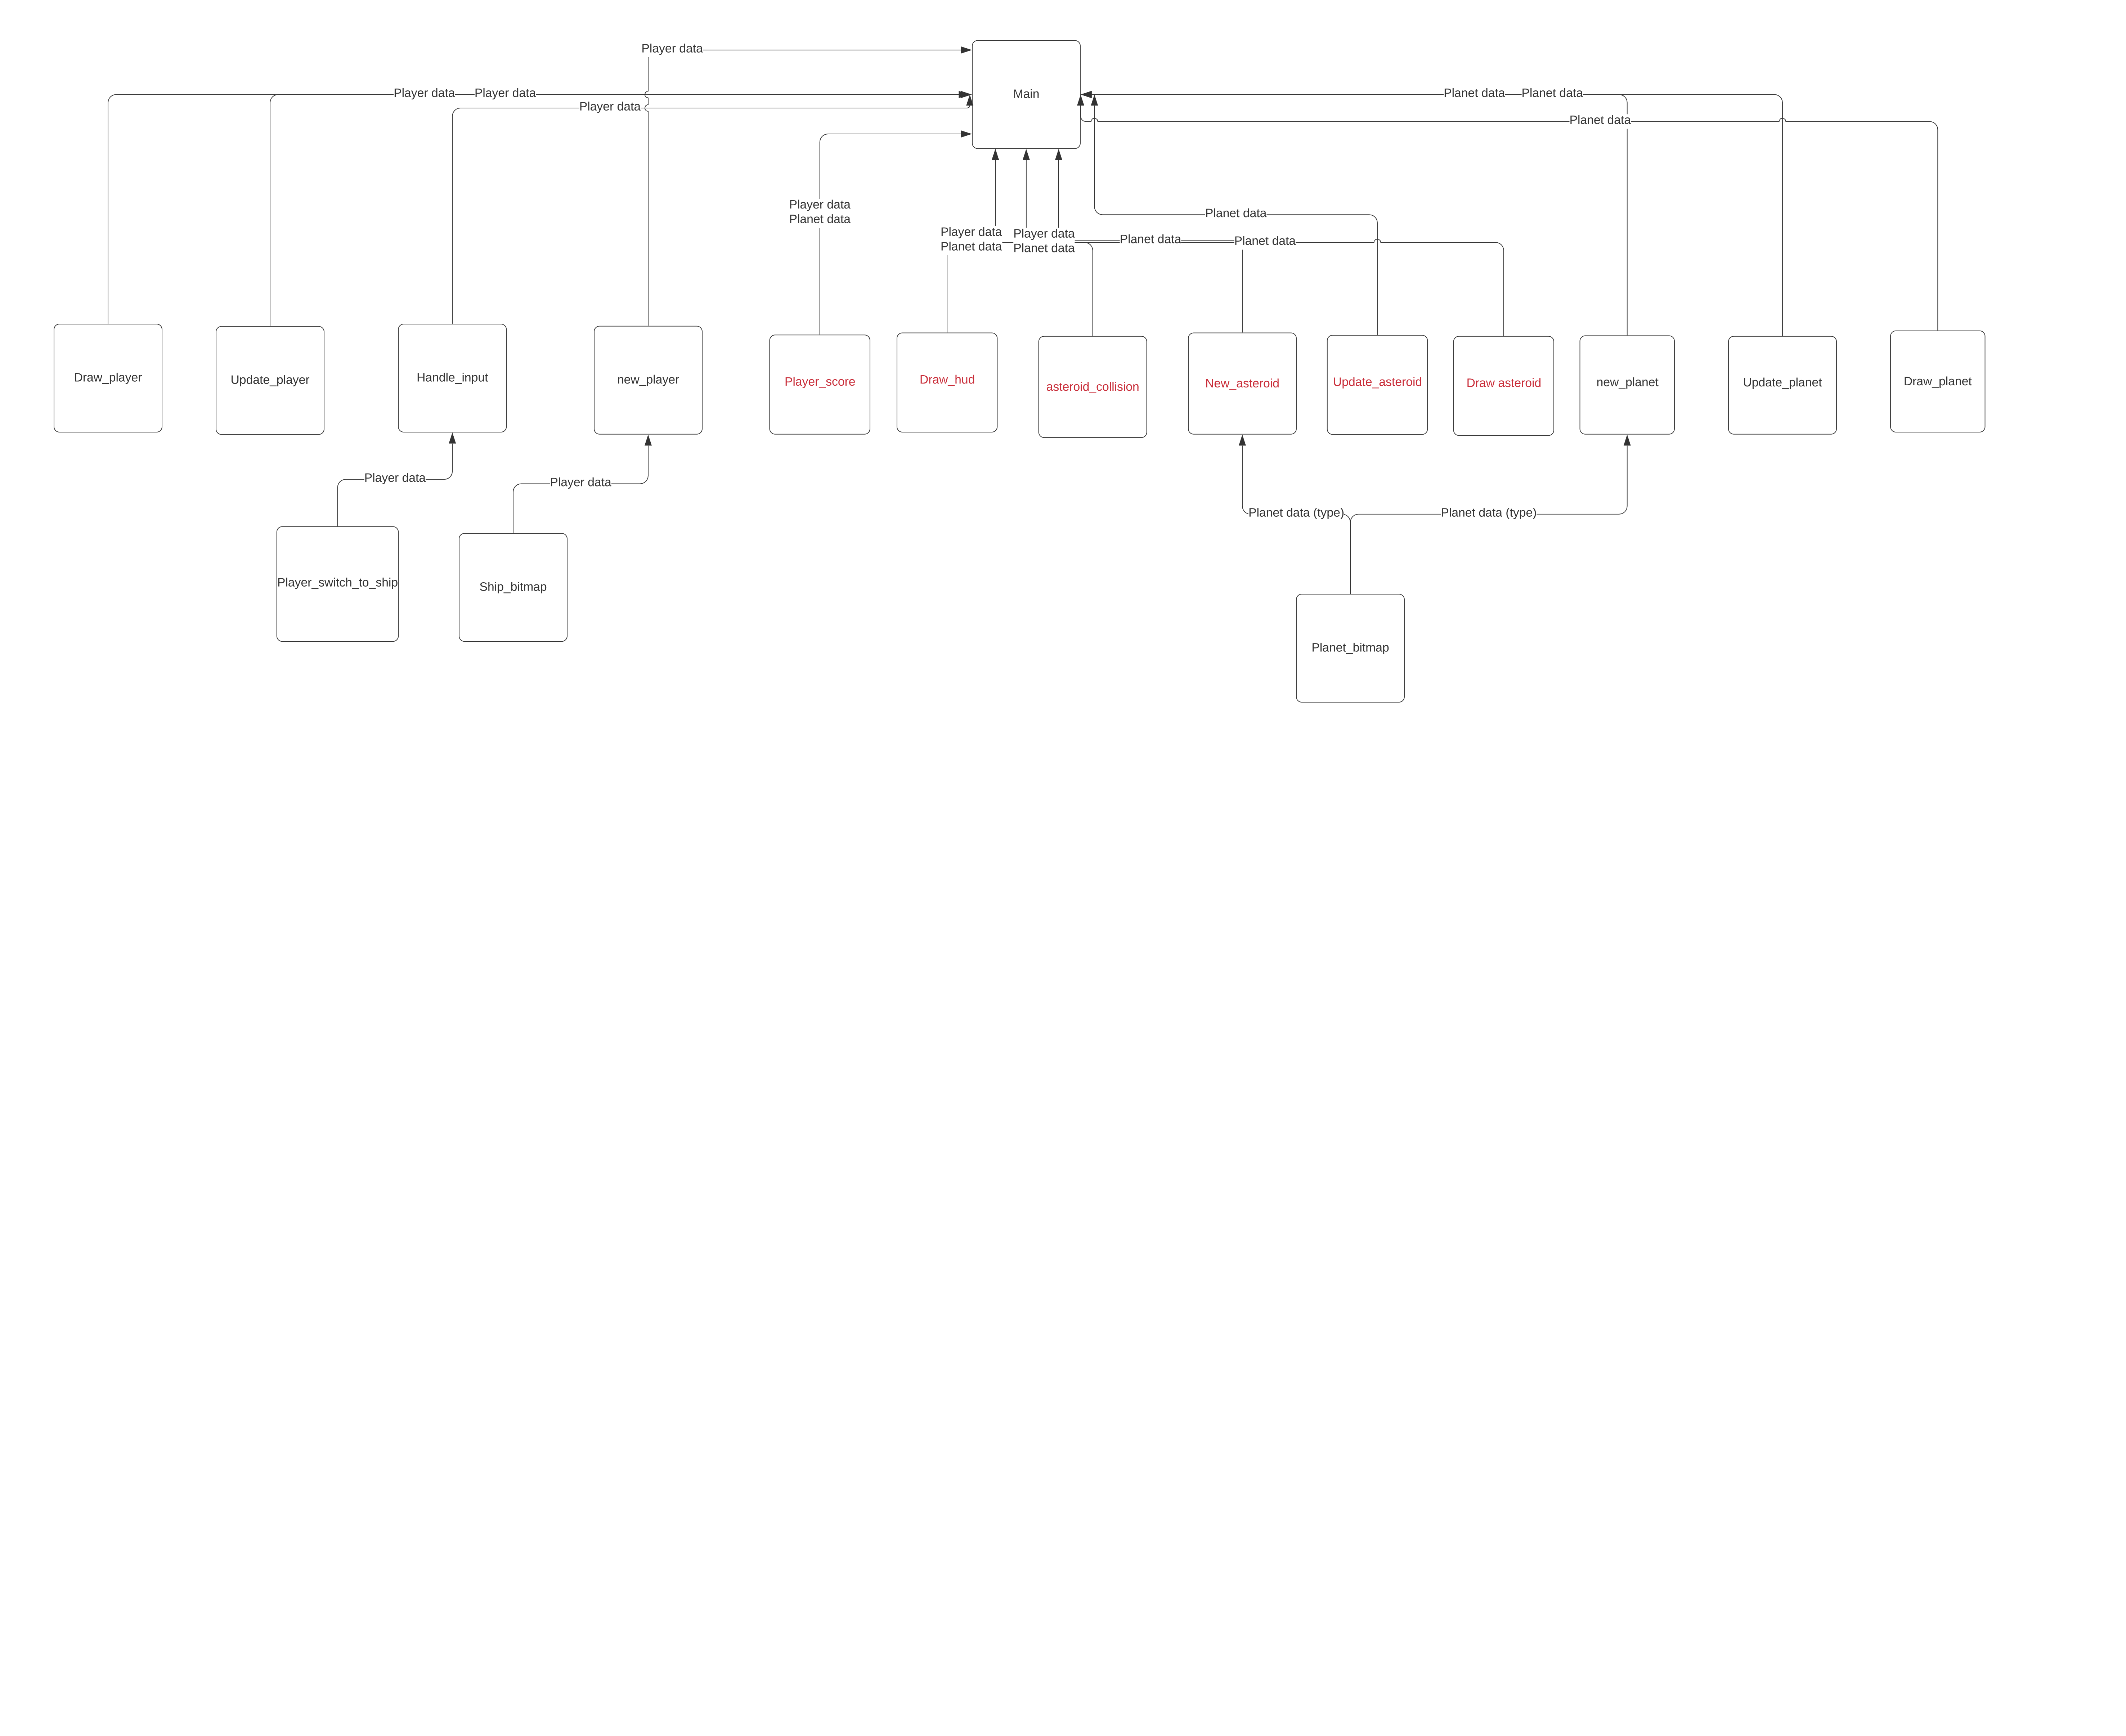 Player data
Main
Player data
Player data
Planet data
Planet data
Player data
Planet data
Player data
Planet data
Planet data
Player data
Planet data
Player data
Planet data
Planet data
Planet data
Draw_player
Update_player
Handle_input
new_player
Player_score
Draw_hud
asteroid_collision
New_asteroid
Update_asteroid
Draw asteroid
new_planet
Update_planet
Draw_planet
Player data
Player data
Planet data (type)
Planet data (type)
Player_switch_to_ship
Ship_bitmap
Planet_bitmap